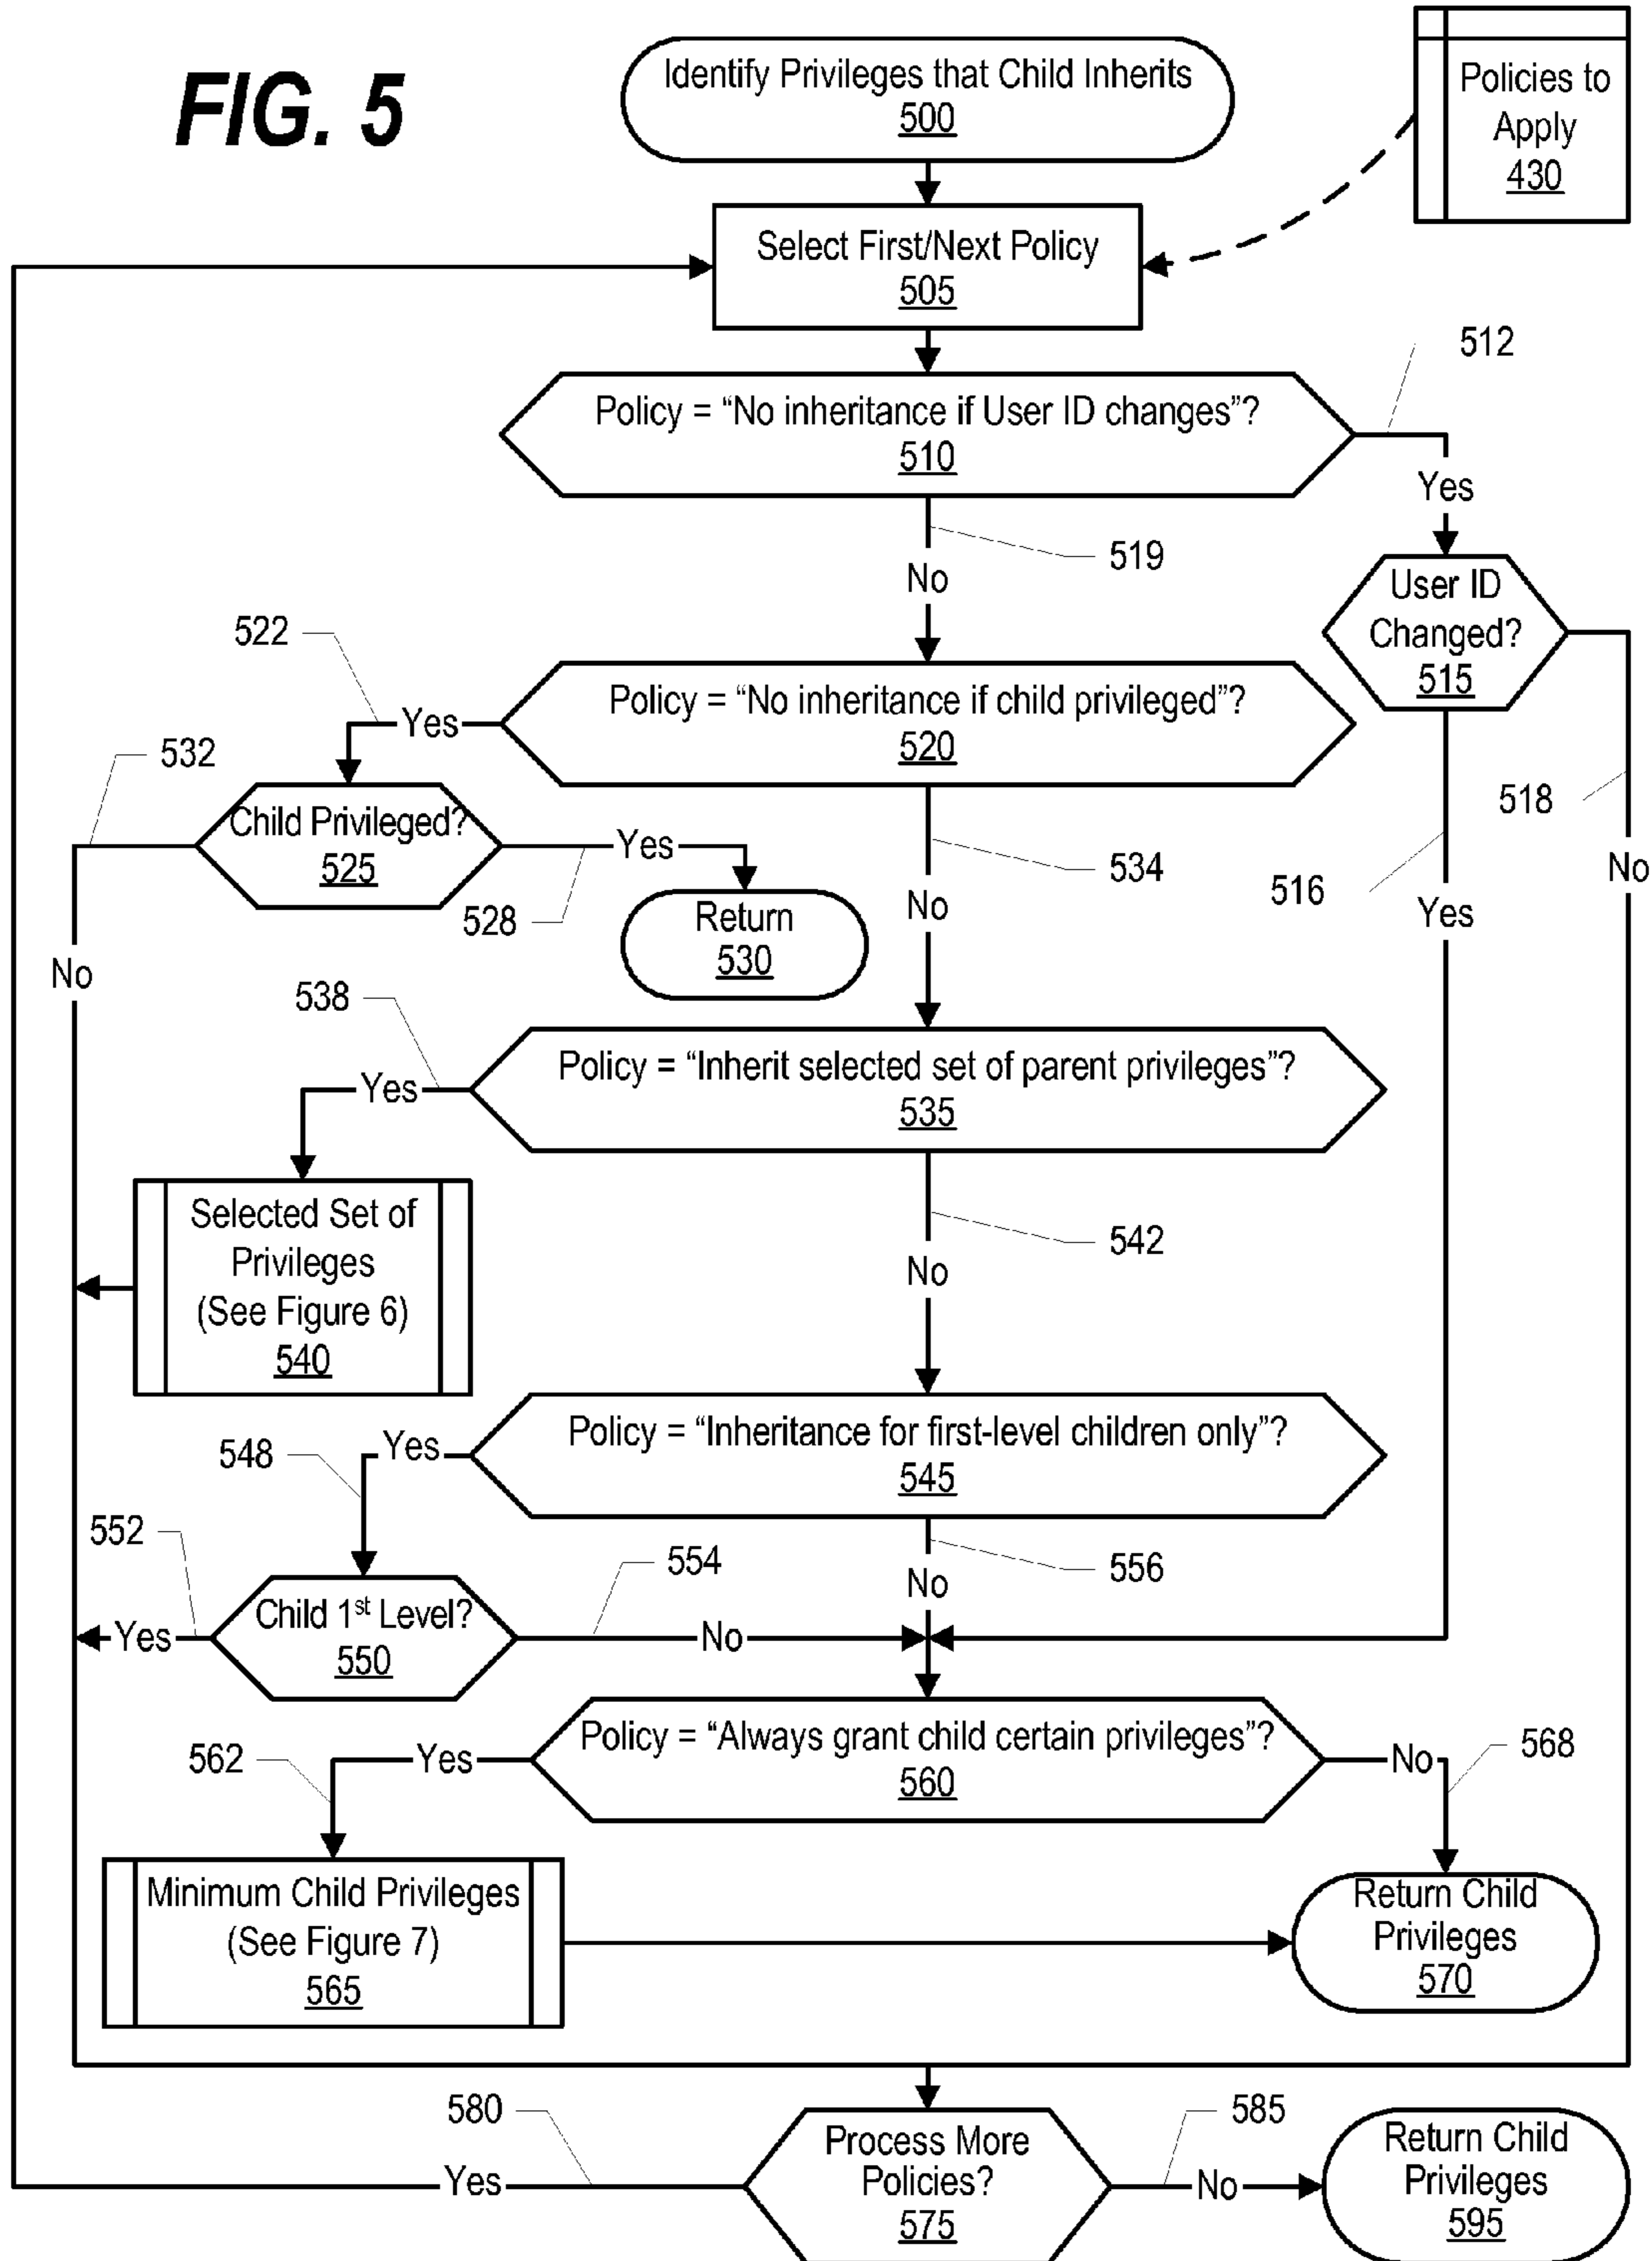 FIG. 5
Identify Privileges that Child Inherits
500
Policies to
Apply
430
Select First/Next Policy
505
512
Policy = “No inheritance if User ID changes”?
510
Yes
519
No
User ID
Changed?
515
522
Policy = “No inheritance if child privileged”?
520
Yes
532
Child Privileged?
525
Yes
528
Return
530
534
No
516
Yes
518
No
No
538
Policy = “Inherit selected set of parent privileges”?
535
Yes
Selected Set of
Privileges
(See Figure 6)
540
542
No
Policy = “Inheritance for first-level children only”?
545
548
Yes
552
554
556
No
Child 1st Level?
550
Yes
No
Policy = “Always grant child certain privileges”?
560
562
Yes
No
568
Minimum Child Privileges
(See Figure 7)
565
Return Child
Privileges
570
580
Process More
Policies?
575
585
Yes
No
Return Child
Privileges
595